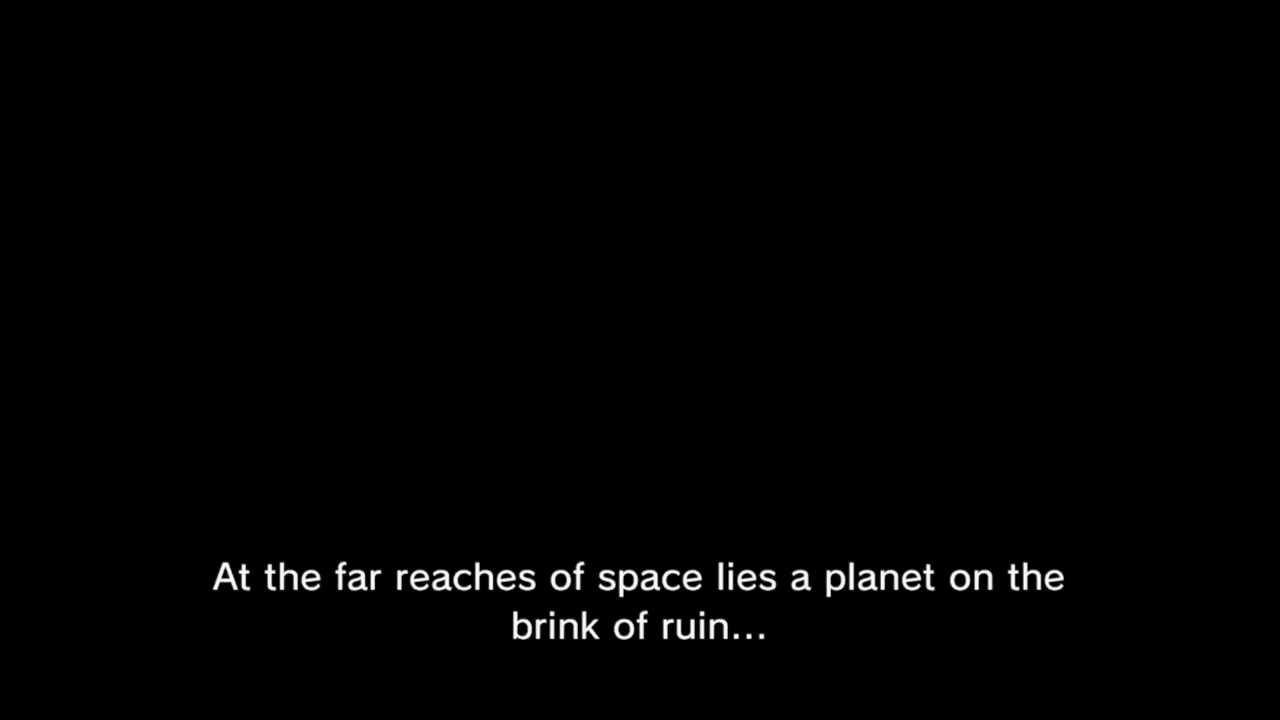 At the far reaches of space lies a planet on the
brink of ruin...